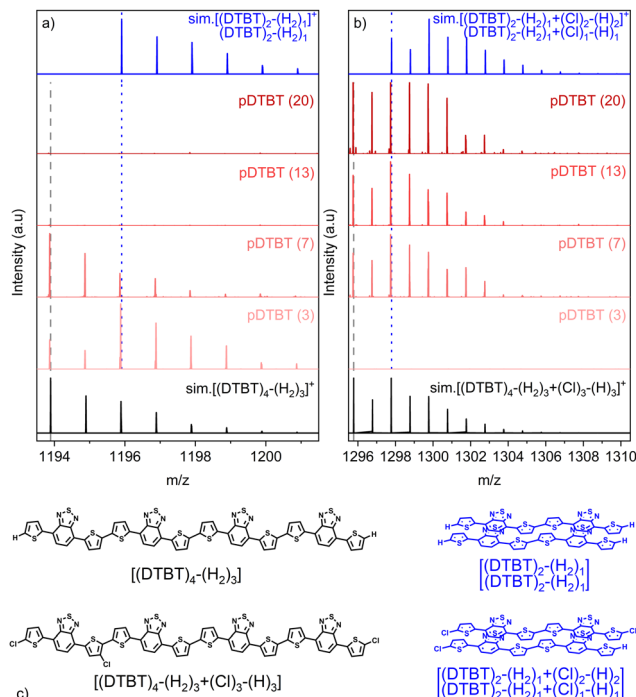 a)
sim.[(DTBT)₂-(H₂)₁]⁺
(DTBT)₂-(H₂)₁
pDTBT (20)
pDTBT (13)
pDTBT (7)
pDTBT (3)
sim.[(DTBT)₄-(H₂)₃]⁺
Intensity (a.u)
1194 1196 1198 1200
m/z
b)
sim.[(DTBT)₂-(H₂)₁+(Cl)₂-(H)₂]⁺
(DTBT)₂-(H₂)₁+(Cl)₁-(H)₁
pDTBT (20)
pDTBT (13)
pDTBT (7)
pDTBT (3)
sim.[(DTBT)₄-(H₂)₃+(Cl)₃-(H)₃]⁺
Intensity (a.u)
1296 1298 1300 1302 1304 1306 1308 1310
m/z
[(DTBT)₄-(H₂)₃]
[(DTBT)₂-(H₂)₁]
[(DTBT)₂-(H₂)₁]
[(DTBT)₄-(H₂)₃+(Cl)₃-(H)₃]
[(DTBT)₂-(H₂)₁+(Cl)₂-(H)₂]
[(DTBT)₂-(H₂)₁+(Cl)₁-(H)₁]
c)